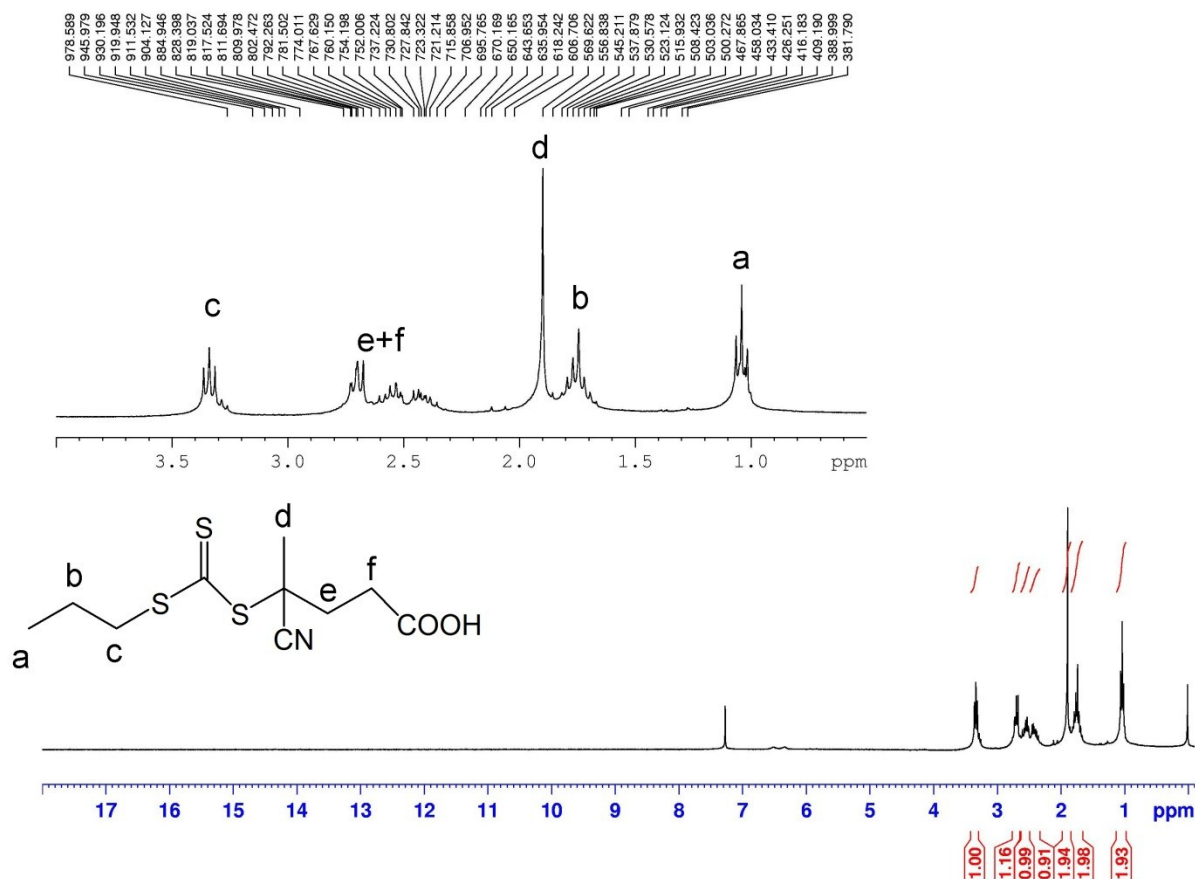 978.589 945.979 930.196 919.948 911.532 904.127 884.946 828.398 819.037 817.524 811.694 809.978 802.472 792.263 781.502 774.011 767.629 760.150 754.198 752.006 737.224 730.802 727.842 723.322 721.214 715.858 706.952 695.765 670.169 650.165 643.653 635.954 618.242 606.706 569.622 556.838 545.211 537.879 530.578 523.124 515.932 508.423 503.036 500.272 467.865 458.034 433.410 426.251 416.183 409.190 388.999 381.790
d
a
c
b
e+f
3.5 3.0 2.5 2.0 1.5 1.0 ppm
S
d
b
e
f
S
S
COOH
CN
a
c
17 16 15 14 13 12 11 10 9 8 7 6 5 4 3 2 1 ppm
1.00 1.16 0.99 0.91 1.94 1.98 1.93